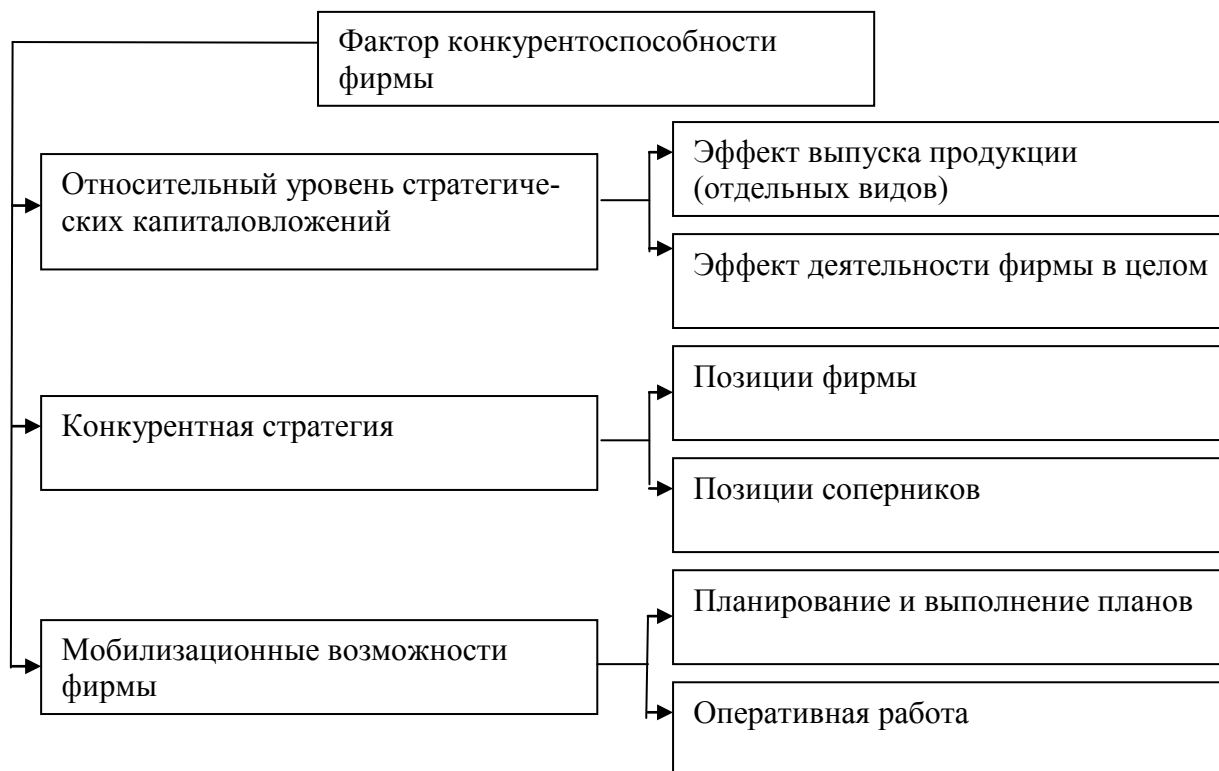 Фактор конкурентоспособности
фирмы
Относительный уровень стратегиче-
ских капиталовложений
Эффект выпуска продукции
(отдельных видов)
Эффект деятельности фирмы в целом
Конкурентная стратегия
Позиции фирмы
Позиции соперников
Мобилизационные возможности
фирмы
Планирование и выполнение планов
Оперативная работа